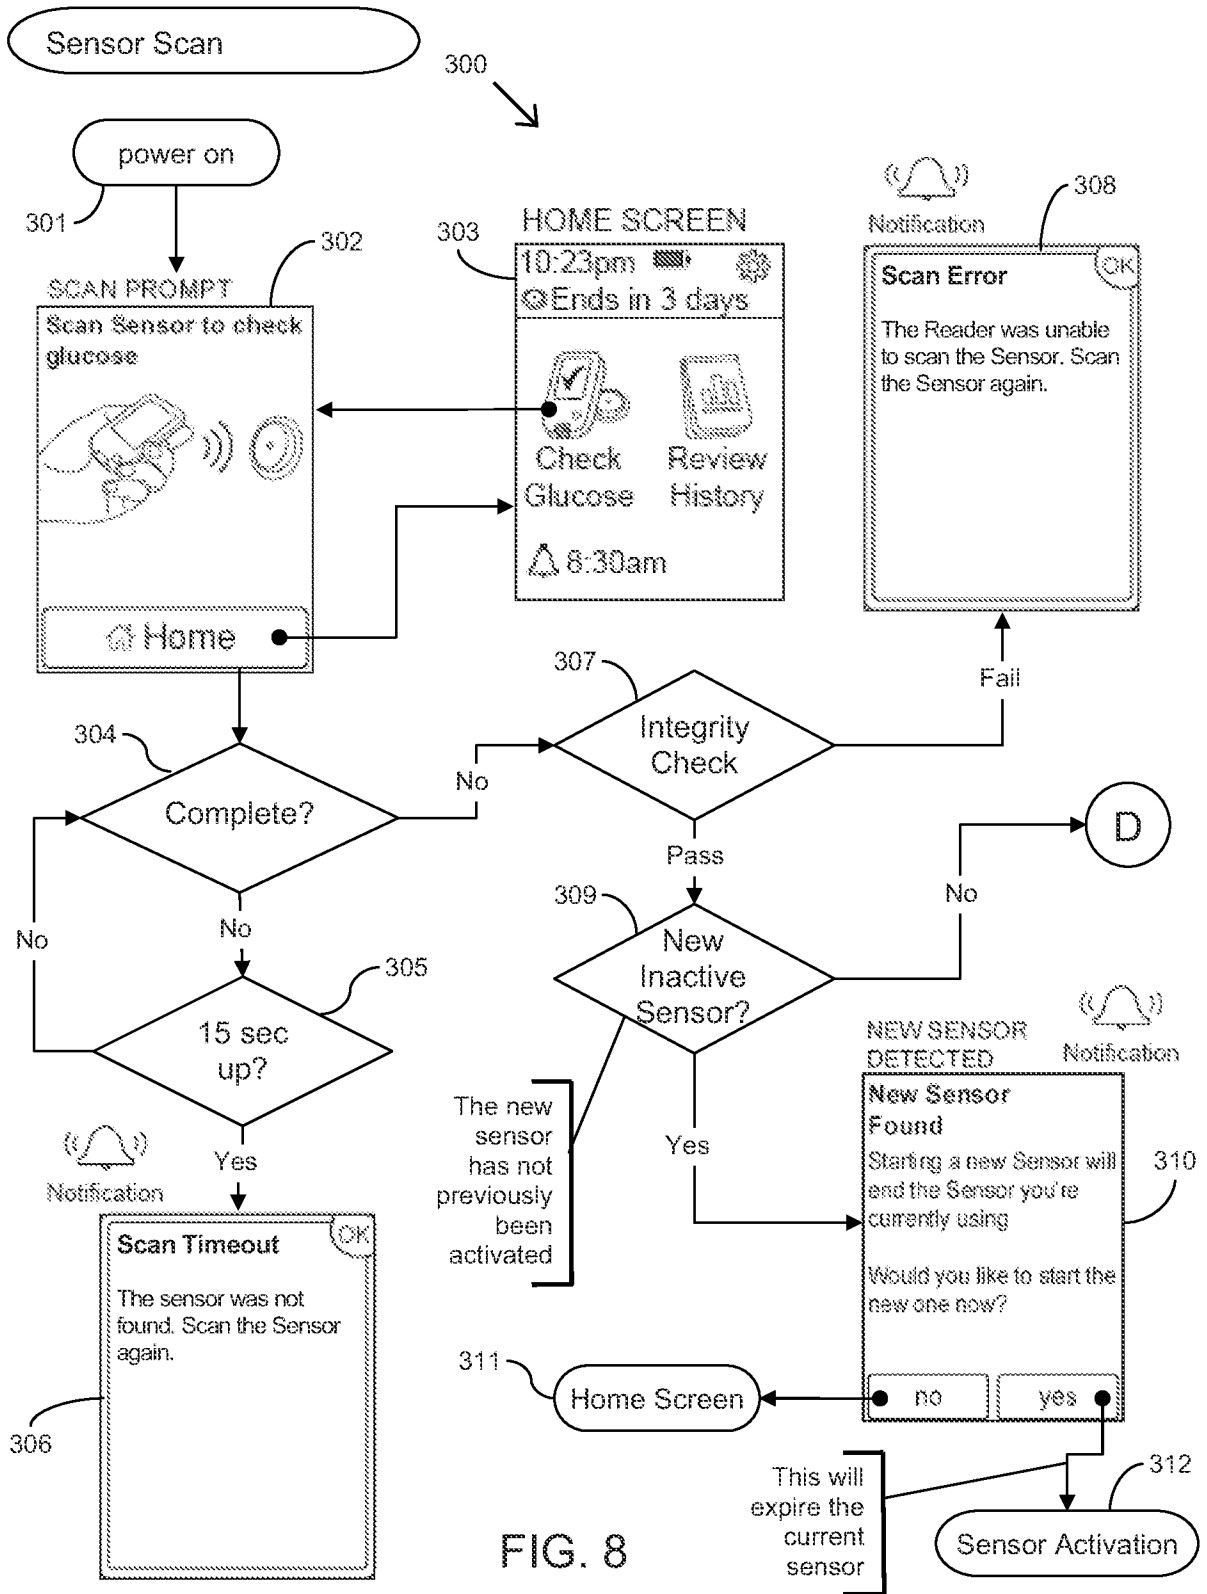 Sensor Scan
300
power on
301
302
SCAN PROMPT
Scan Sensor to check
glucose
Home
303
HOME SCREEN
10:23pm
Ends in 3 days
Check
Glucose
Review
History
8:30am
Notification
308
OK
Scan Error
The Reader was unable
to scan the Sensor. Scan
the Sensor again.
Fail
304
Complete?
No
307
Integrity
Check
Pass
D
No
309
New
Inactive
Sensor?
No
No
305
15 sec
up?
Yes
Notification
OK
Scan Timeout
The sensor was not
found. Scan the Sensor
again.
306
The new
sensor
has not
previously
been
activated
Yes
NEW SENSOR
DETECTED
Notification
New Sensor
Found
Starting a new Sensor will
end the Sensor you're
currently using
Would you like to start the
new one now?
310
no
yes
311
Home Screen
This will
expire the
current
sensor
312
Sensor Activation
FIG. 8